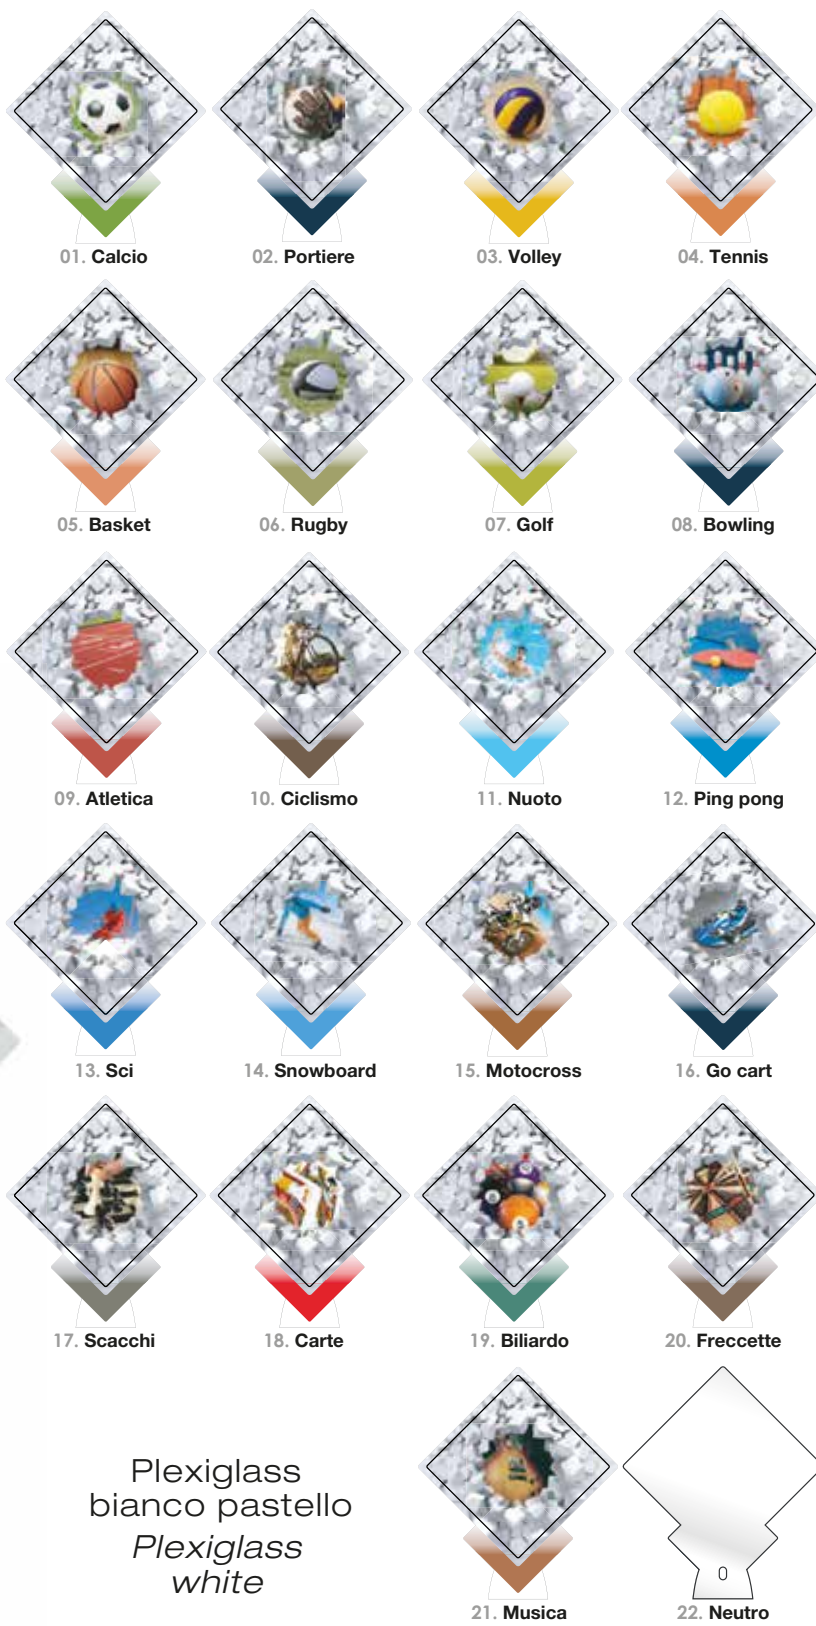 01. Calcio
02. Portiere
03. Volley
04. Tennis
05. Basket
06. Rugby
07. Golf
08. Bowling
09. Atletica
10. Ciclismo
11. Nuoto
12. Ping pong
13. Sci
14. Snowboard
15. Motocross
16. Go cart
17. Scacchi
18. Carte
19. Biliardo
20. Freccette
Plexiglass
bianco pastello
Plexiglass
white
21. Musica
22. Neutro